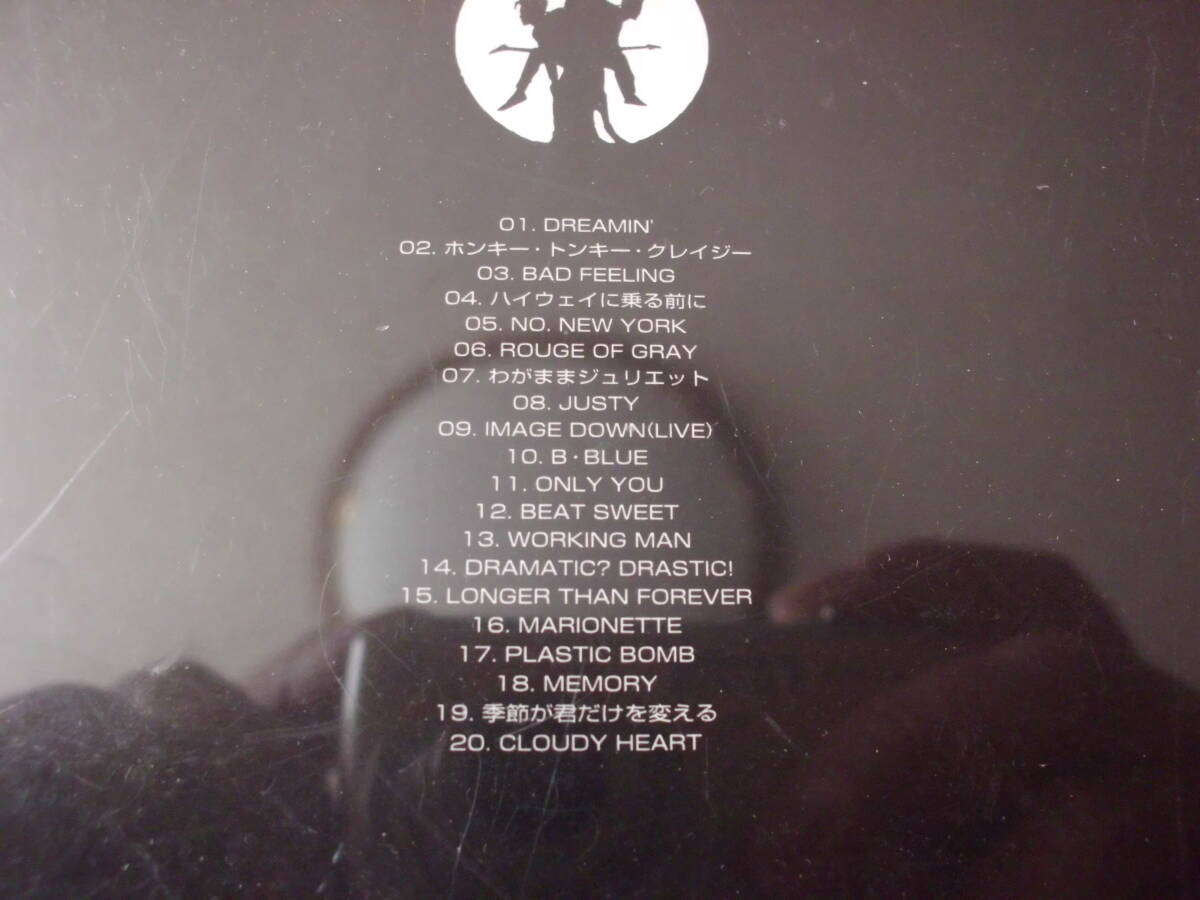 01. DREAMIN'
02. ホンキー・トンキー・クレイジー
03. BAD FEELING
04. ハイウェイに乗る前に
05. NO. NEW YORK
06. ROUGE OF GRAY
07. わがままジュリエット
08. JUSTY
09. IMAGE DOWN(LIVE)
10. B・BLUE
11. ONLY YOU
12. BEAT SWEET
13. WORKING MAN
14. DRAMATIC? DRASTIC!
15. LONGER THAN FOREVER
16. MARIONETTE
17. PLASTIC BOMB
18. MEMORY
19. 季節が君だけを変える
20. CLOUDY HEART